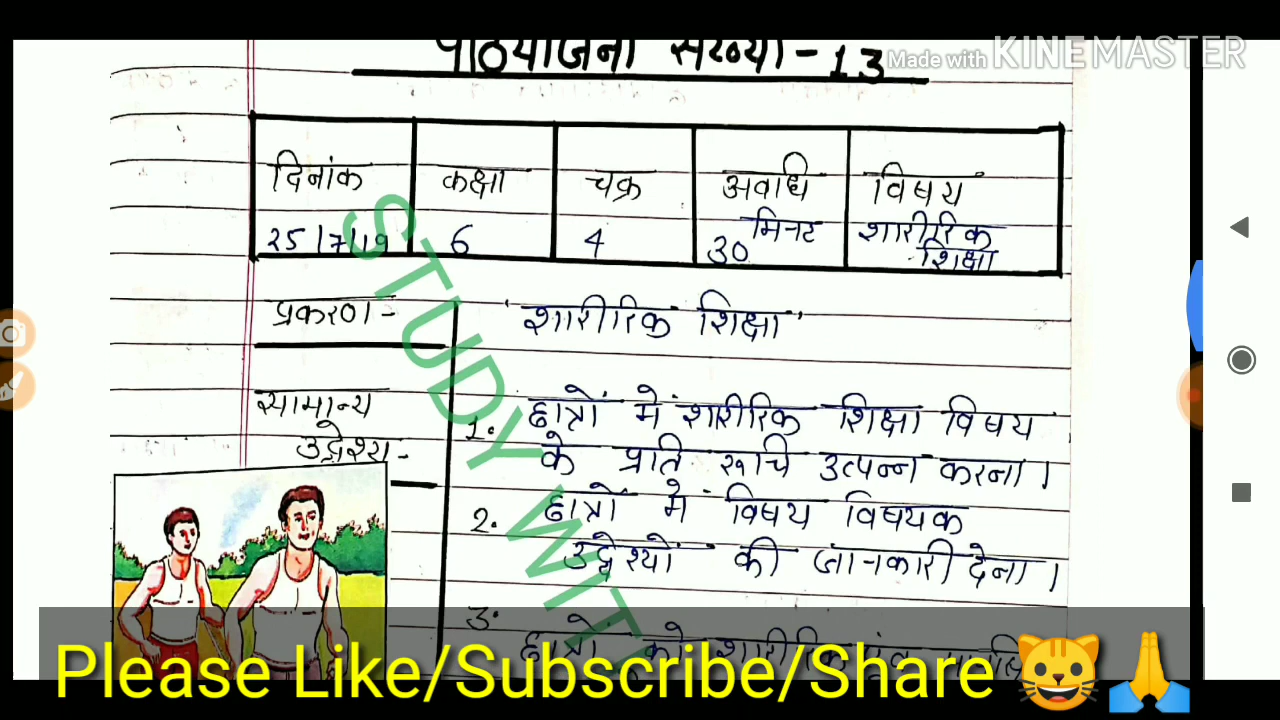 पाठयोजना संख्या - 13
Made with KINEMASTER
दिनांक कक्षा चक्र अवधि विषय
25/7/19 6 4 30 मिनट शारीरिक शिक्षा
प्रकरण - 'शारीरिक शिक्षा'
सामान्य उद्देश्य -
1. छात्रों में शारीरिक शिक्षा विषय
के प्रति रूचि उत्पन्न करना।
2. छात्रों में विषय विषयक
उद्देश्यों की जानकारी देना।
3.
छात्रों को शारीरिक एंव
STUDY WIT
Please Like/Subscribe/Share 😺🙏